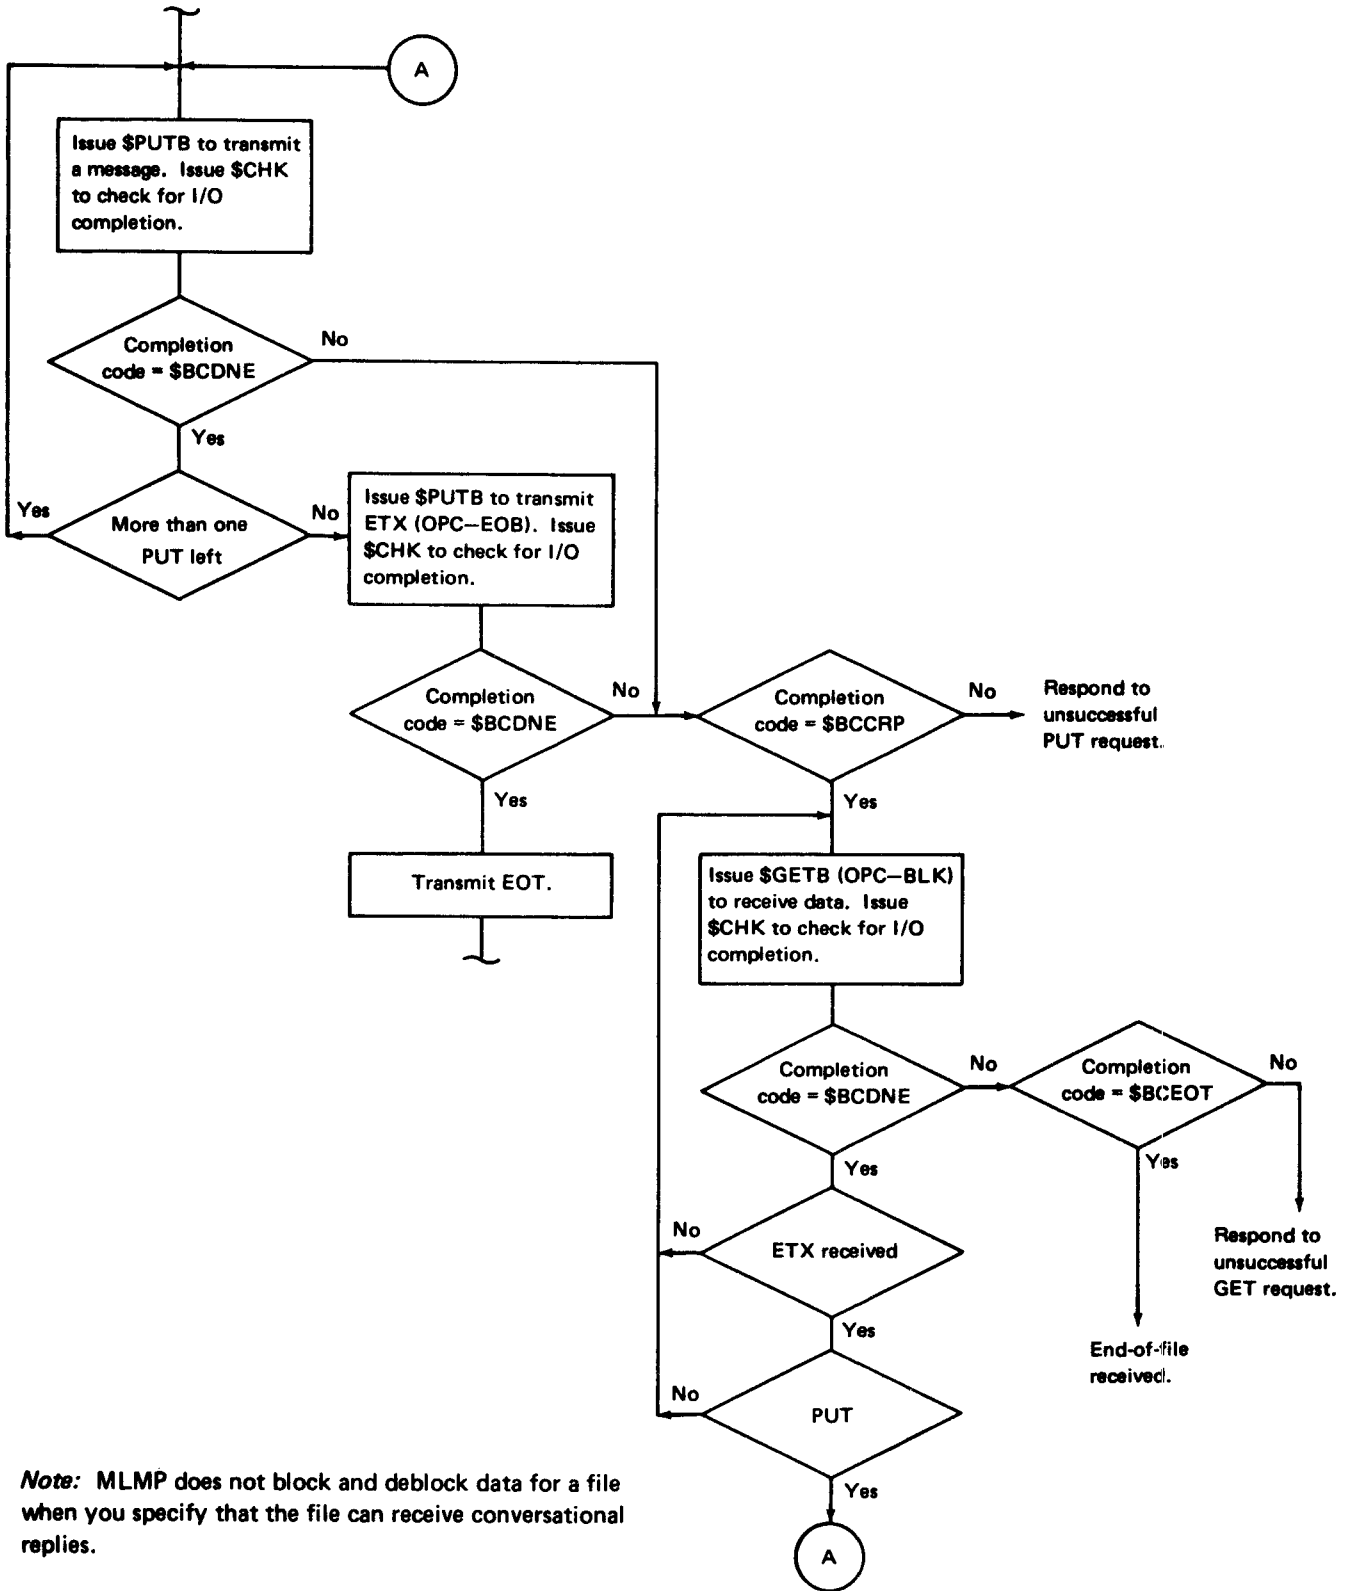 A
Issue $PUTB to transmit
a message. Issue $CHK
to check for I/O
completion.
Completion
code = $BCDNE
No
Yes
More than one
PUT left
Yes
No
Issue $PUTB to transmit
ETX (OPC—EOB). Issue
$CHK to check for I/O
completion.
Completion
code = $BCDNE
No
Yes
Transmit EOT.
Completion
code = $BCCRP
No
Respond to
unsuccessful
PUT request.
Yes
Issue $GETB (OPC—BLK)
to receive data. Issue
$CHK to check for I/O
completion.
Completion
code = $BCDNE
No
Completion
code = $BCEOT
No
Yes
Yes
Respond to
unsuccessful
GET request.
End-of-file
received.
No
ETX received
Yes
No
PUT
Yes
A
Note: MLMP does not block and deblock data for a file
when you specify that the file can receive conversational
replies.